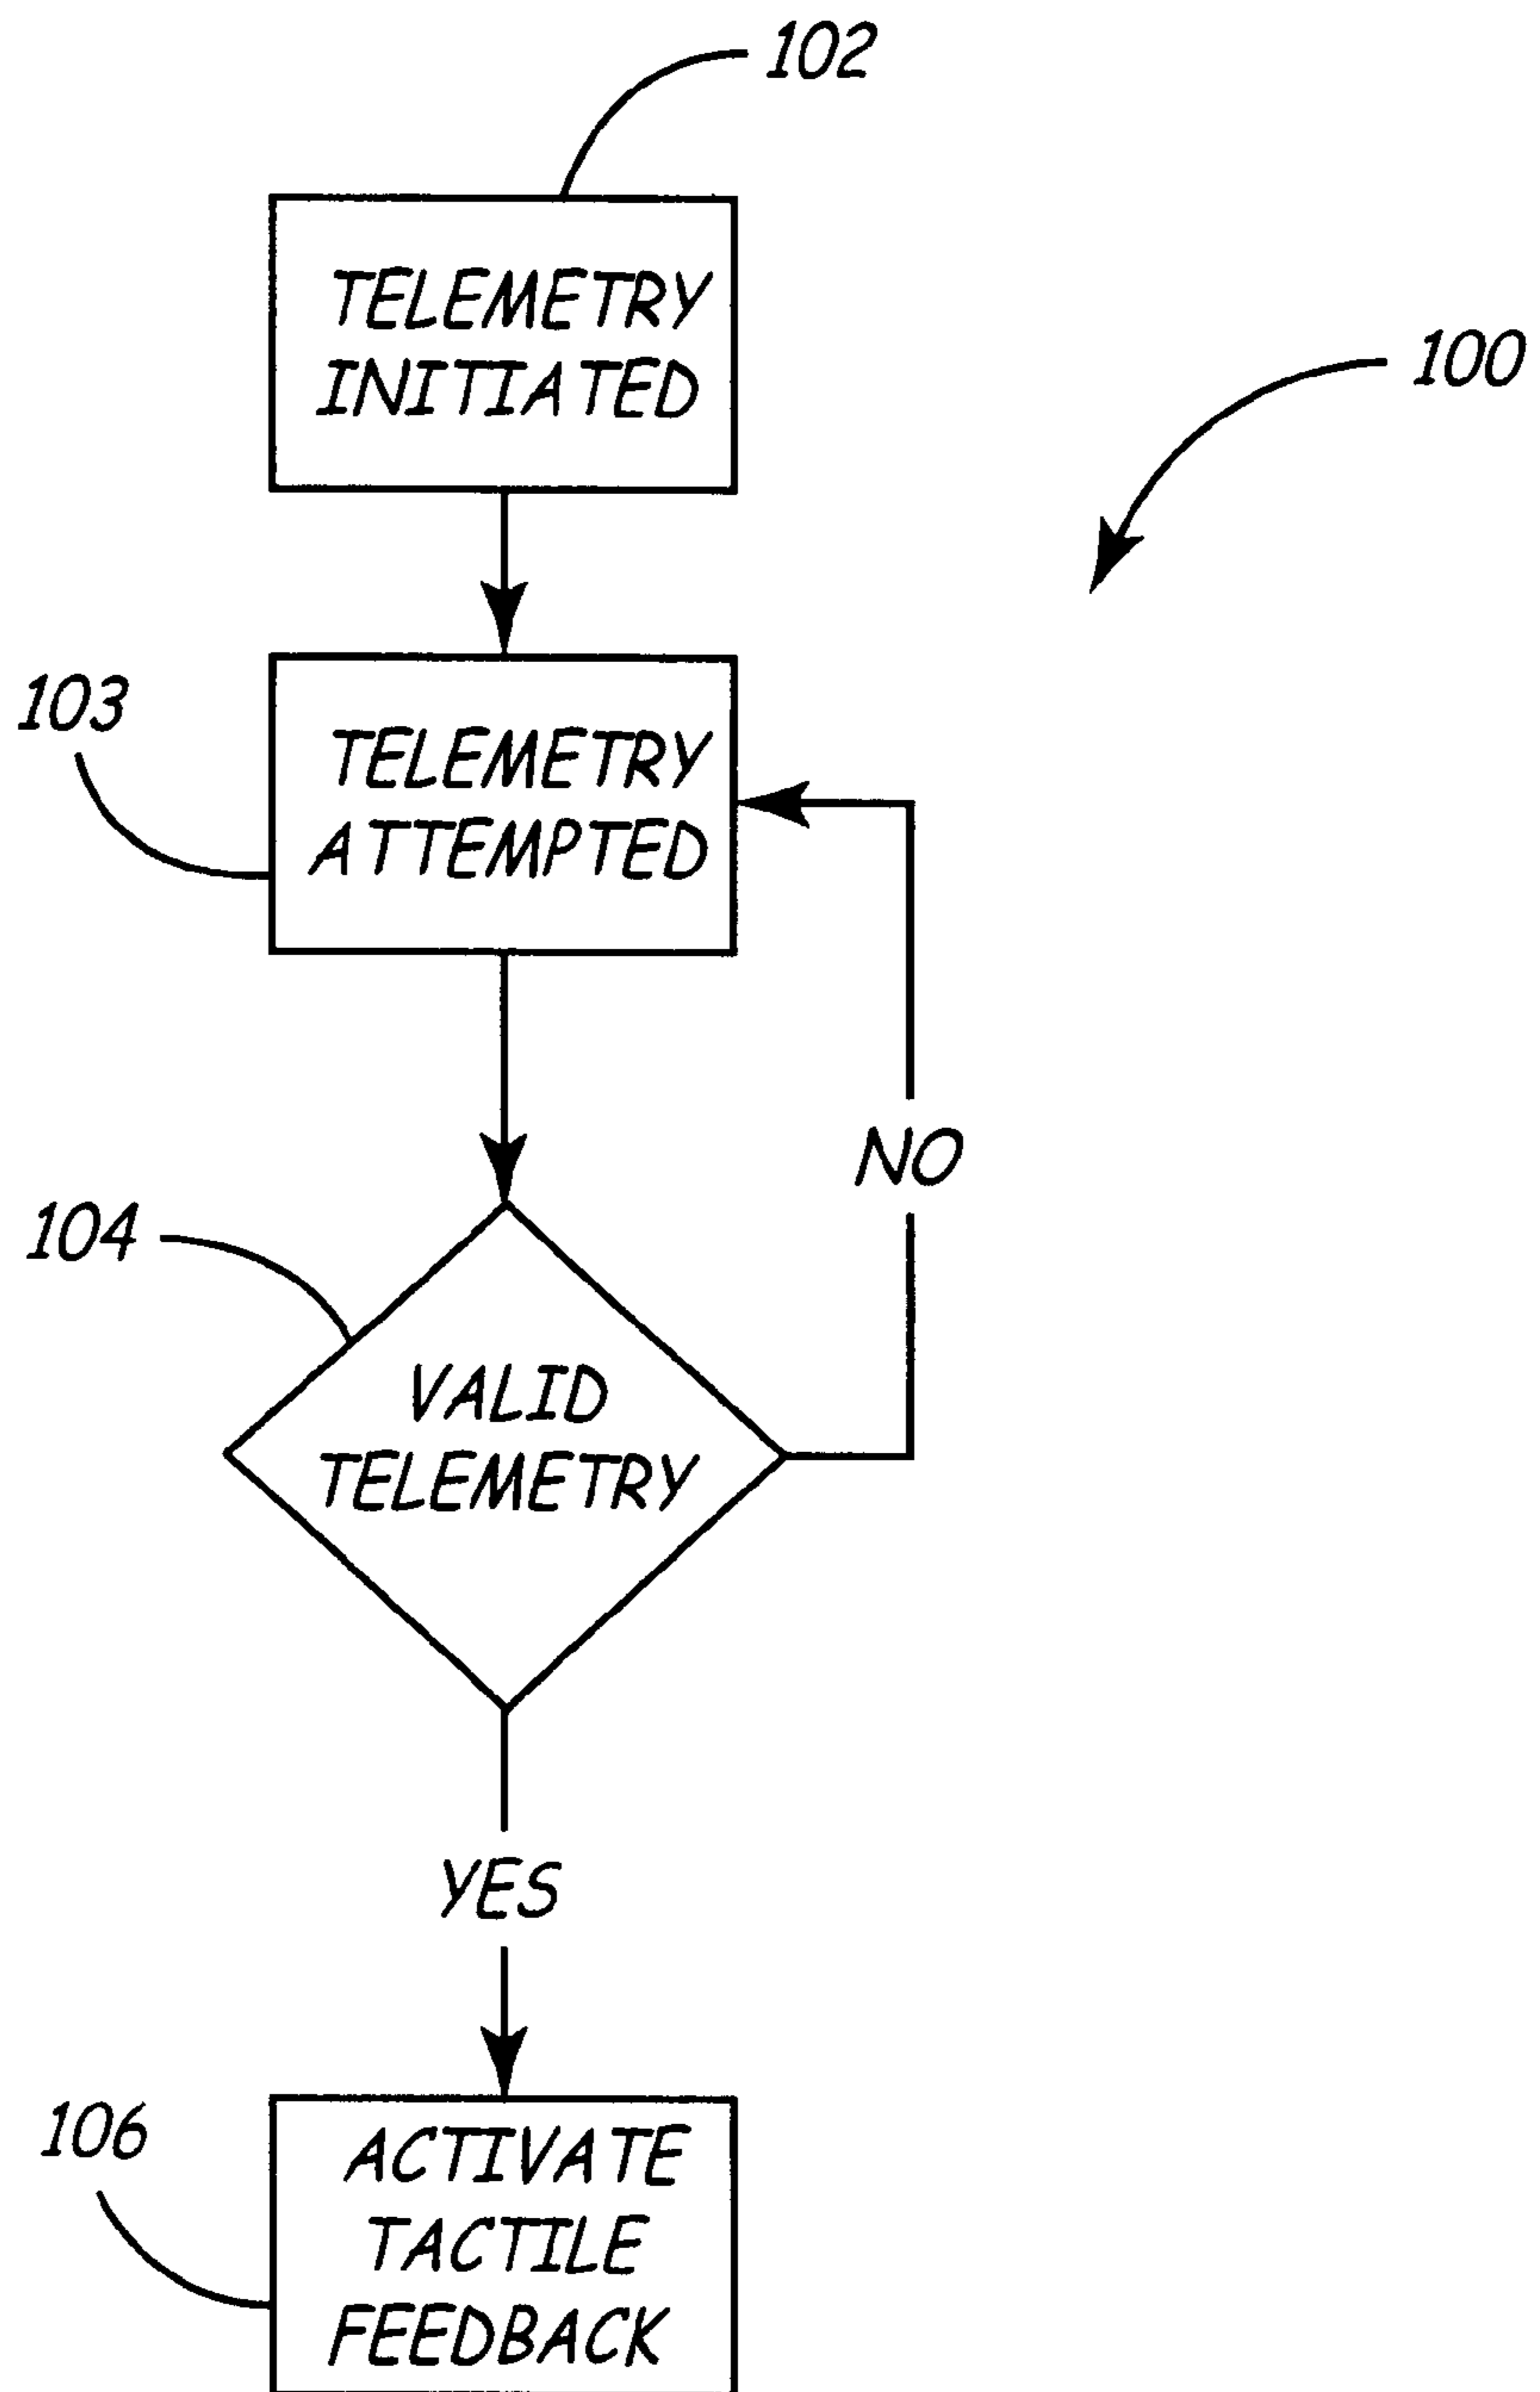 102
TELEMETRY
INITIATED
100
103
TELEMETRY
ATTEMPTED
NO
104
VALID
TELEMETRY
YES
106
ACTIVATE
TACTILE
FEEDBACK